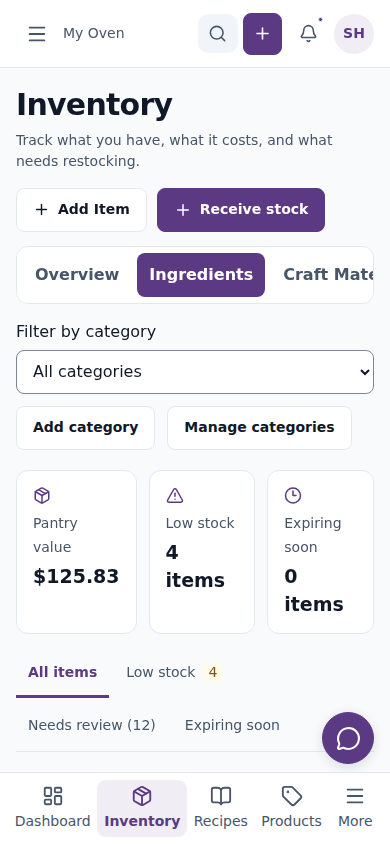 My Oven
SH
Inventory
Track what you have, what it costs, and what
needs restocking.
Add Item
Receive stock
Overview
Ingredients
Craft Mate
Filter by category
All categories
Add category
Manage categories
Pantry
value
$125.83
Low stock
4
items
Expiring
soon
0
items
All items
Low stock 4
Needs review (12)
Expiring soon
Dashboard
Inventory
Recipes
Products
More